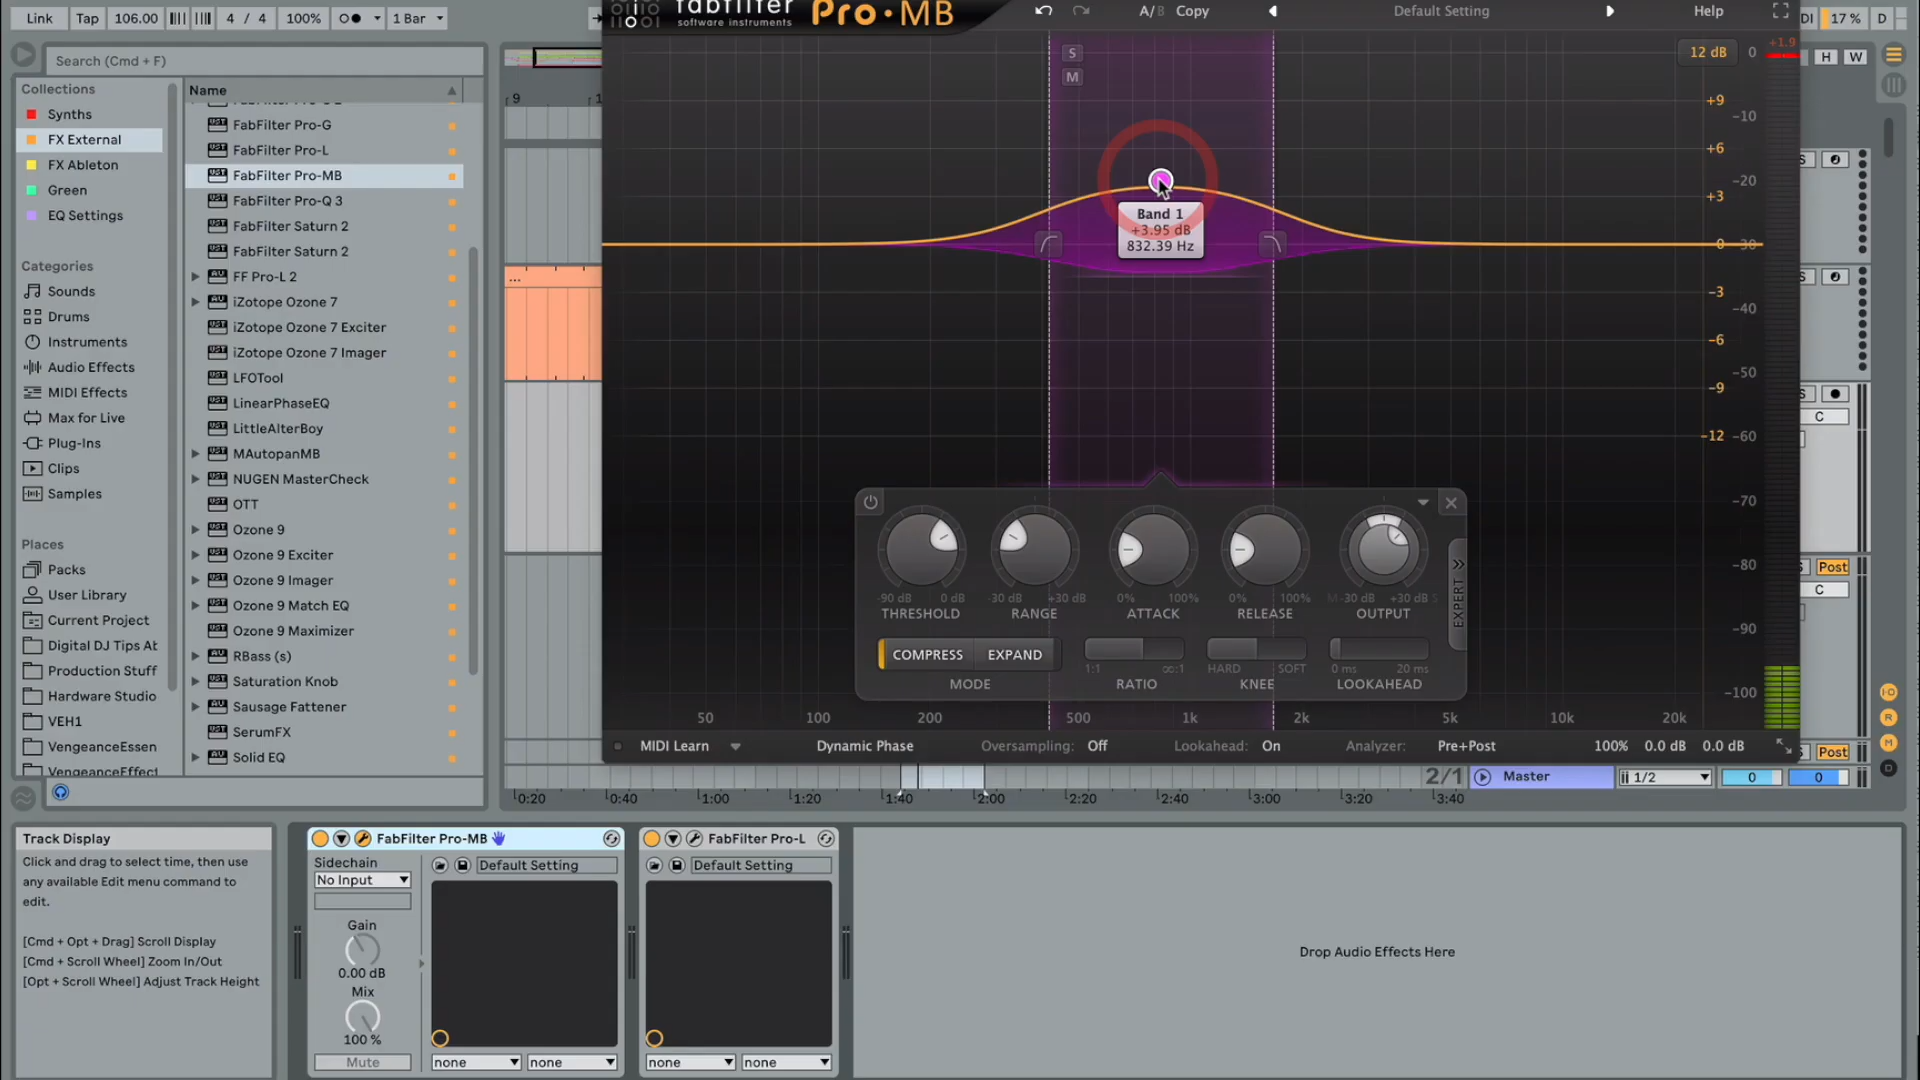 Link
Tap
106.00
4 / 4
100%
1 Bar
17 %
D
H
W
Search (Cmd + F)
Collections
Synths
FX External
FX Ableton
Green
EQ Settings
Categories
Sounds
Drums
Instruments
Audio Effects
MIDI Effects
Max for Live
Plug-Ins
Clips
Samples
Places
Packs
User Library
Current Project
Digital DJ Tips At
Production Stuff
Hardware Studio
VEH1
VengeanceEssen
VengeanceEffect
Name
FabFilter Pro-G
FabFilter Pro-L
FabFilter Pro-MB
FabFilter Pro-Q 3
FabFilter Saturn 2
FabFilter Saturn 2
FF Pro-L 2
iZotope Ozone 7
iZotope Ozone 7 Exciter
iZotope Ozone 7 Imager
LFOTool
LinearPhaseEQ
LittleAlterBoy
MAutopanMB
NUGEN MasterCheck
OTT
Ozone 9
Ozone 9 Exciter
Ozone 9 Imager
Ozone 9 Match EQ
Ozone 9 Maximizer
RBass (s)
Saturation Knob
Sausage Fattener
SerumFX
Solid EQ
9
...
fabfilter
software instruments
Pro·MB
A/B
Copy
Default Setting
Help
S
M
12 dB
0
+1.9
+9
-10
+6
-20
+3
0
-30
-3
-40
-6
-50
-9
-12
-60
-70
-80
-90
-100
Band 1
+3.95 dB
832.39 Hz
-90 dB 0 dB
THRESHOLD
-30 dB +30 dB
RANGE
0% 100%
ATTACK
0% 100%
RELEASE
M -30 dB +30 dB S
OUTPUT
EXPERT
COMPRESS
EXPAND
MODE
1:1 ∞:1
RATIO
HARD SOFT
KNEE
0 ms 20 ms
LOOKAHEAD
50 100 200 500 1k 2k 5k 10k 20k
MIDI Learn
Dynamic Phase
Oversampling: Off
Lookahead: On
Analyzer: Pre+Post
100%
0.0 dB
0.0 dB
S
S
S
C
S
Post
C
S
Post
I·O
R
M
D
2/1
Master
1/2
0
0
0:20 0:40 1:00 1:20 1:40 2:00 2:20 2:40 3:00 3:20 3:40
Track Display
Click and drag to select time, then use
any available Edit menu command to
edit.
[Cmd + Opt + Drag] Scroll Display
[Cmd + Scroll Wheel] Zoom In/Out
[Opt + Scroll Wheel] Adjust Track Height
FabFilter Pro-MB
Sidechain
No Input
Gain
0.00 dB
Mix
100 %
Mute
Default Setting
none
none
FabFilter Pro-L
Default Setting
none
none
Drop Audio Effects Here